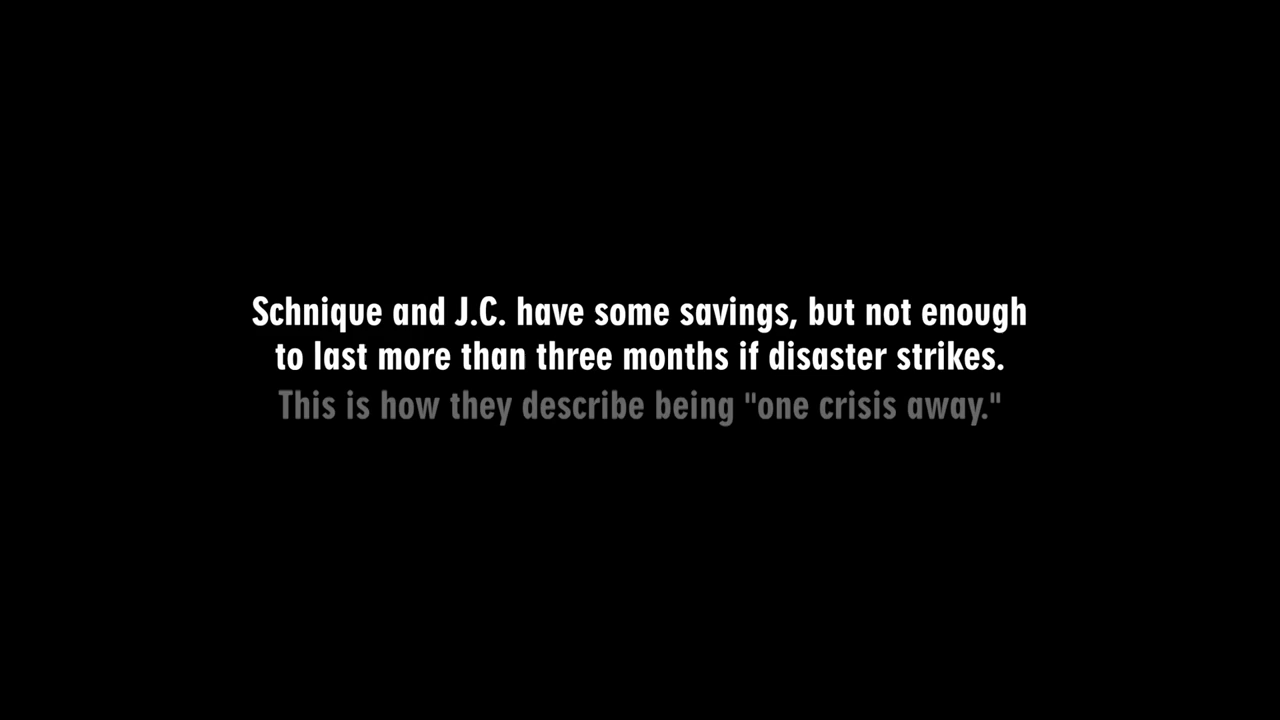 Schnique and J.C. have some savings, but not enough
to last more than three months if disaster strikes.
This is how they describe being "one crisis away."